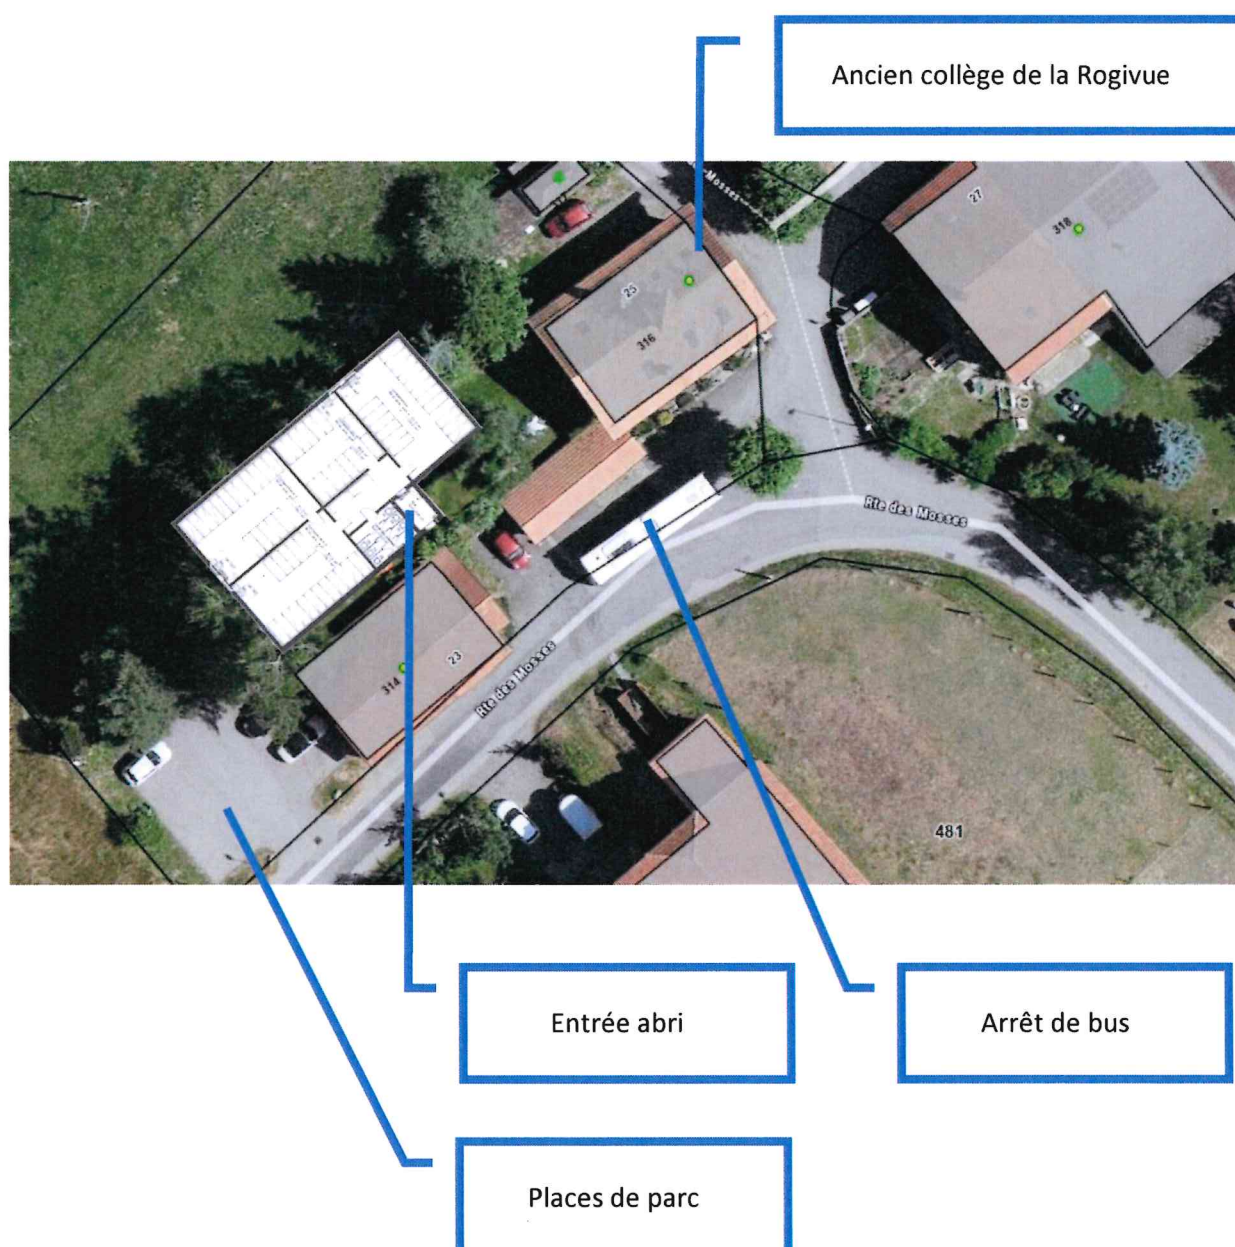 Ancien collège de la Rogivue
27
318
25
316
Rte des Mosses
23
314
Rte des Mosses
481
Entrée abri
Arrêt de bus
Places de parc